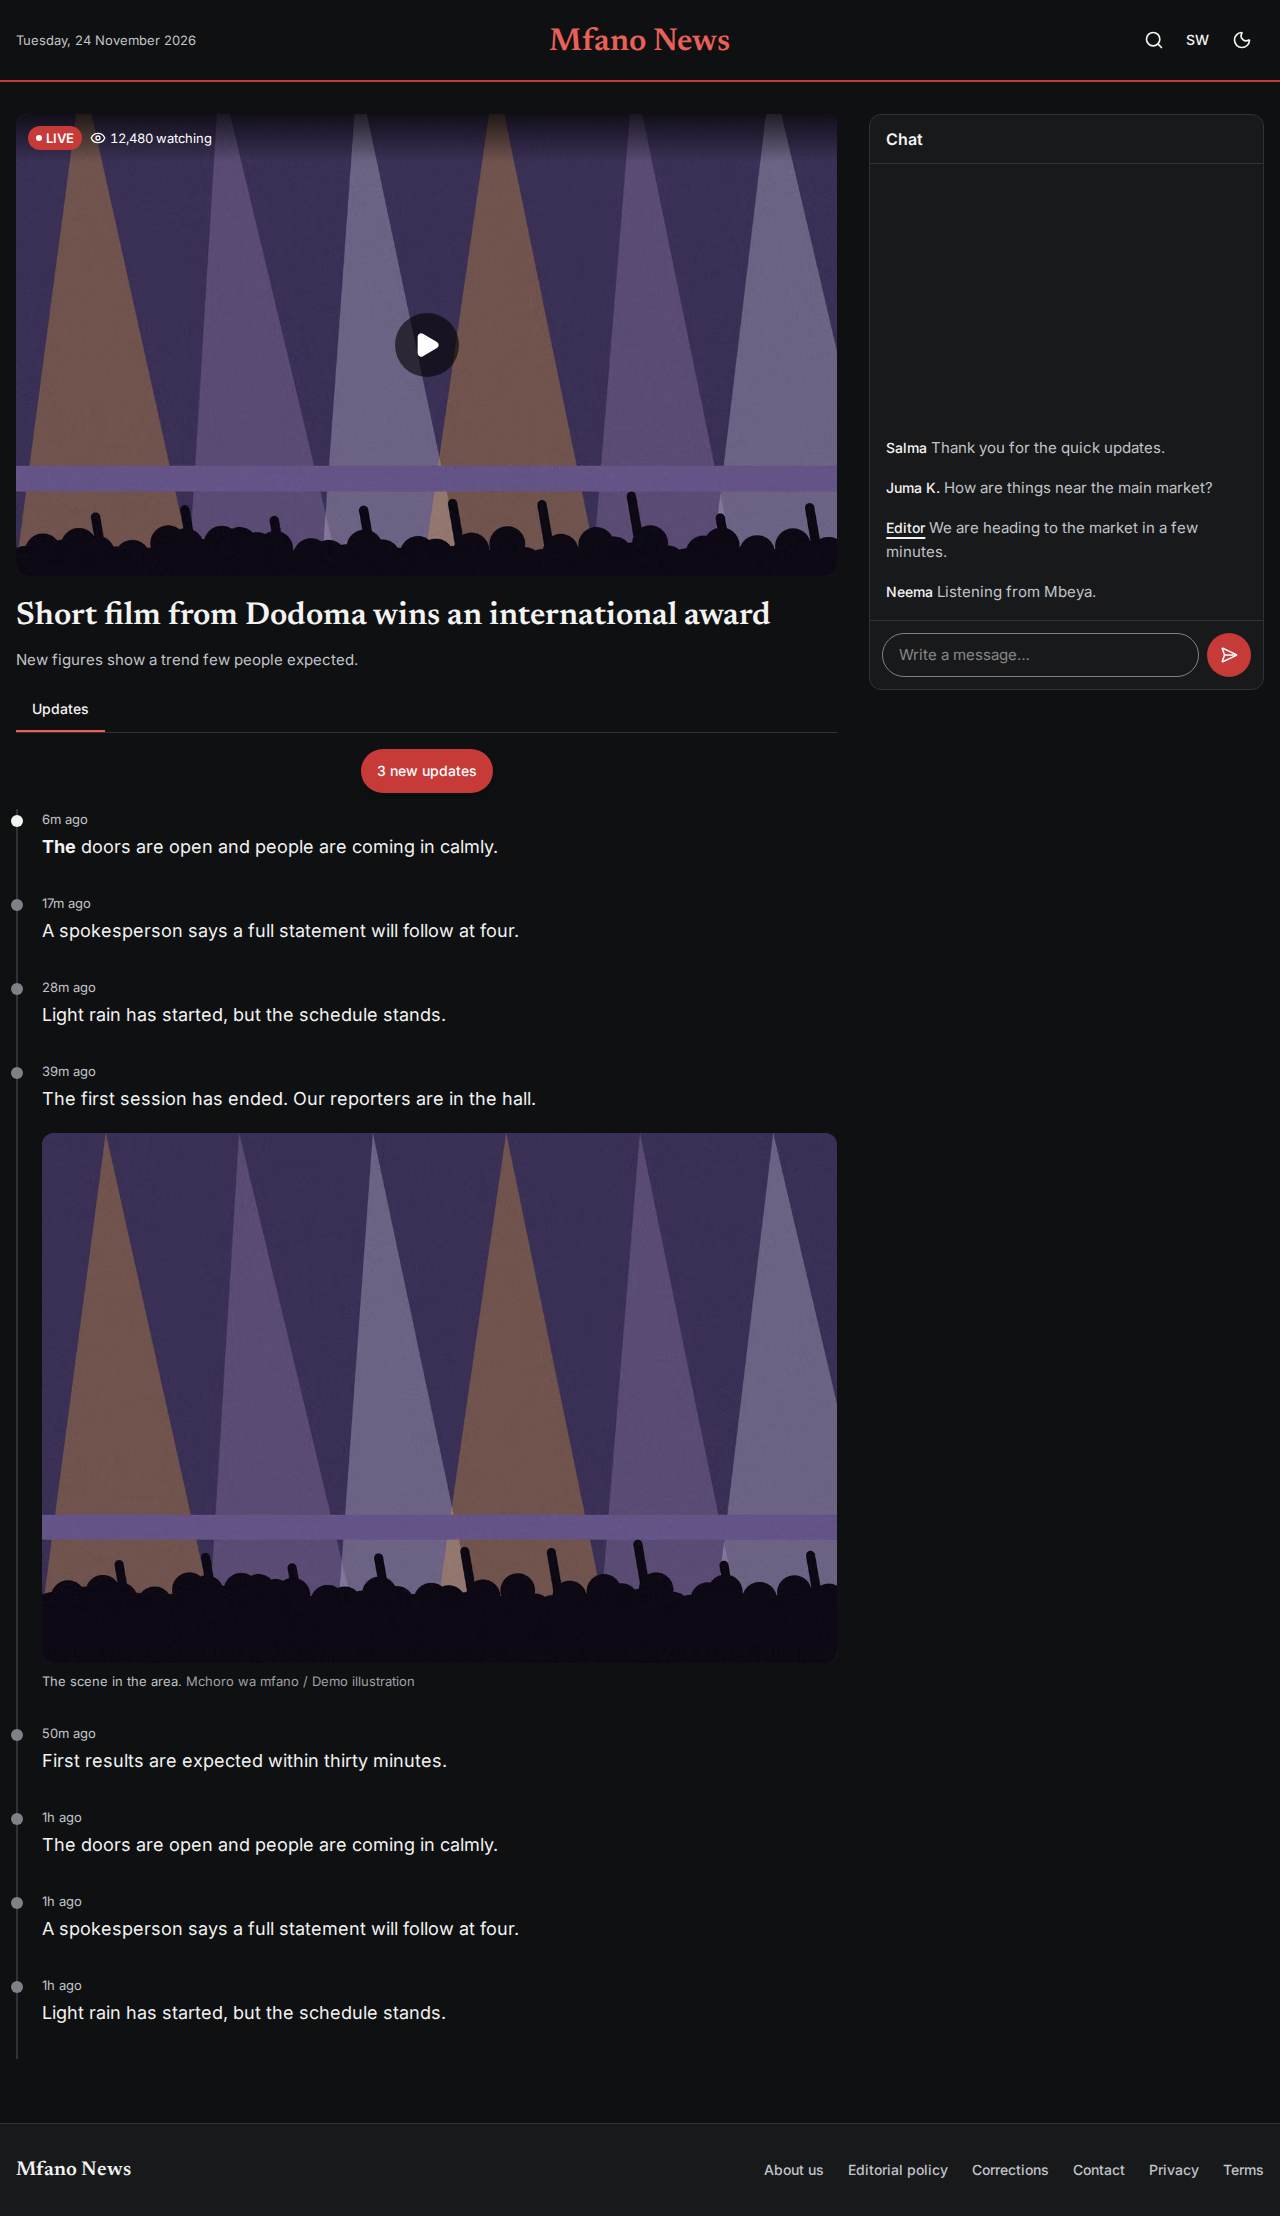 Tuesday, 24 November 2026
Mfano News
SW
LIVE
12,480 watching
Short film from Dodoma wins an international award
New figures show a trend few people expected.
Updates
3 new updates
6m ago
The doors are open and people are coming in calmly.
17m ago
A spokesperson says a full statement will follow at four.
28m ago
Light rain has started, but the schedule stands.
39m ago
The first session has ended. Our reporters are in the hall.
The scene in the area. Mchoro wa mfano / Demo illustration
50m ago
First results are expected within thirty minutes.
1h ago
The doors are open and people are coming in calmly.
1h ago
A spokesperson says a full statement will follow at four.
1h ago
Light rain has started, but the schedule stands.
Chat
Salma Thank you for the quick updates.
Juma K. How are things near the main market?
Editor We are heading to the market in a few
minutes.
Neema Listening from Mbeya.
Write a message...
Mfano News
About us
Editorial policy
Corrections
Contact
Privacy
Terms